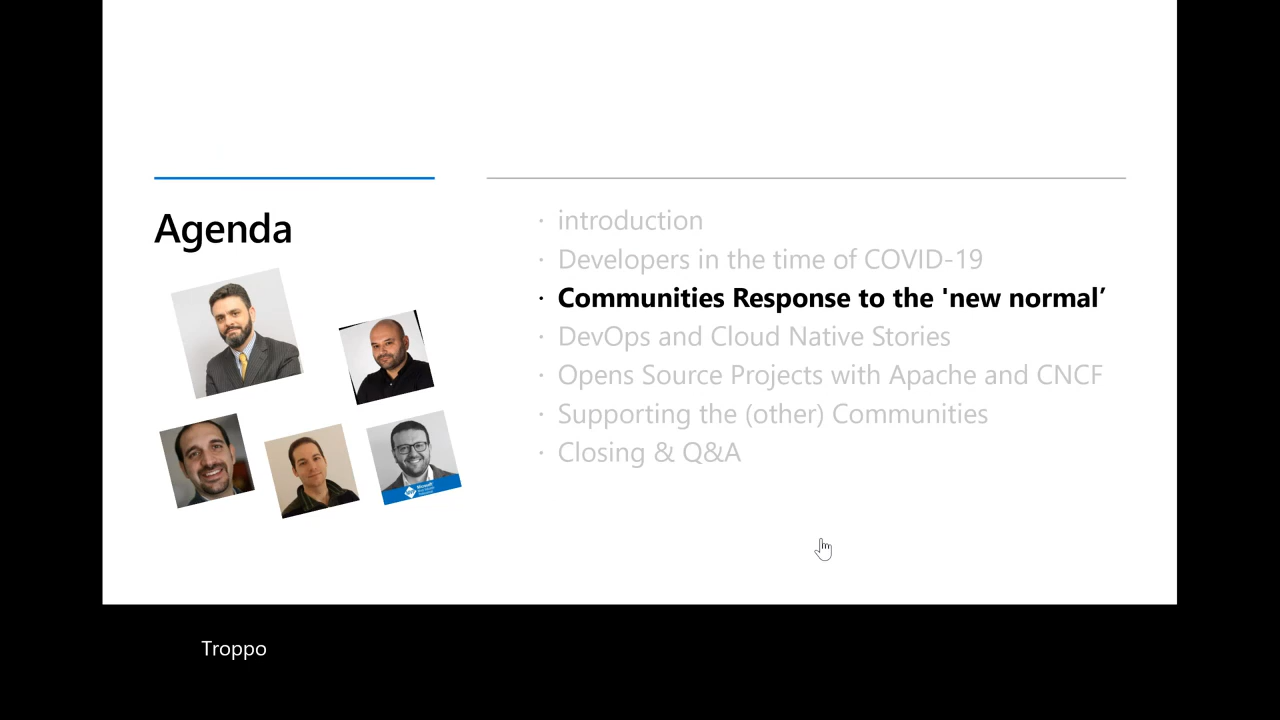 Agenda
· introduction
· Developers in the time of COVID-19
· Communities Response to the 'new normal’
· DevOps and Cloud Native Stories
· Opens Source Projects with Apache and CNCF
· Supporting the (other) Communities
· Closing & Q&A
Microsoft
Troppo